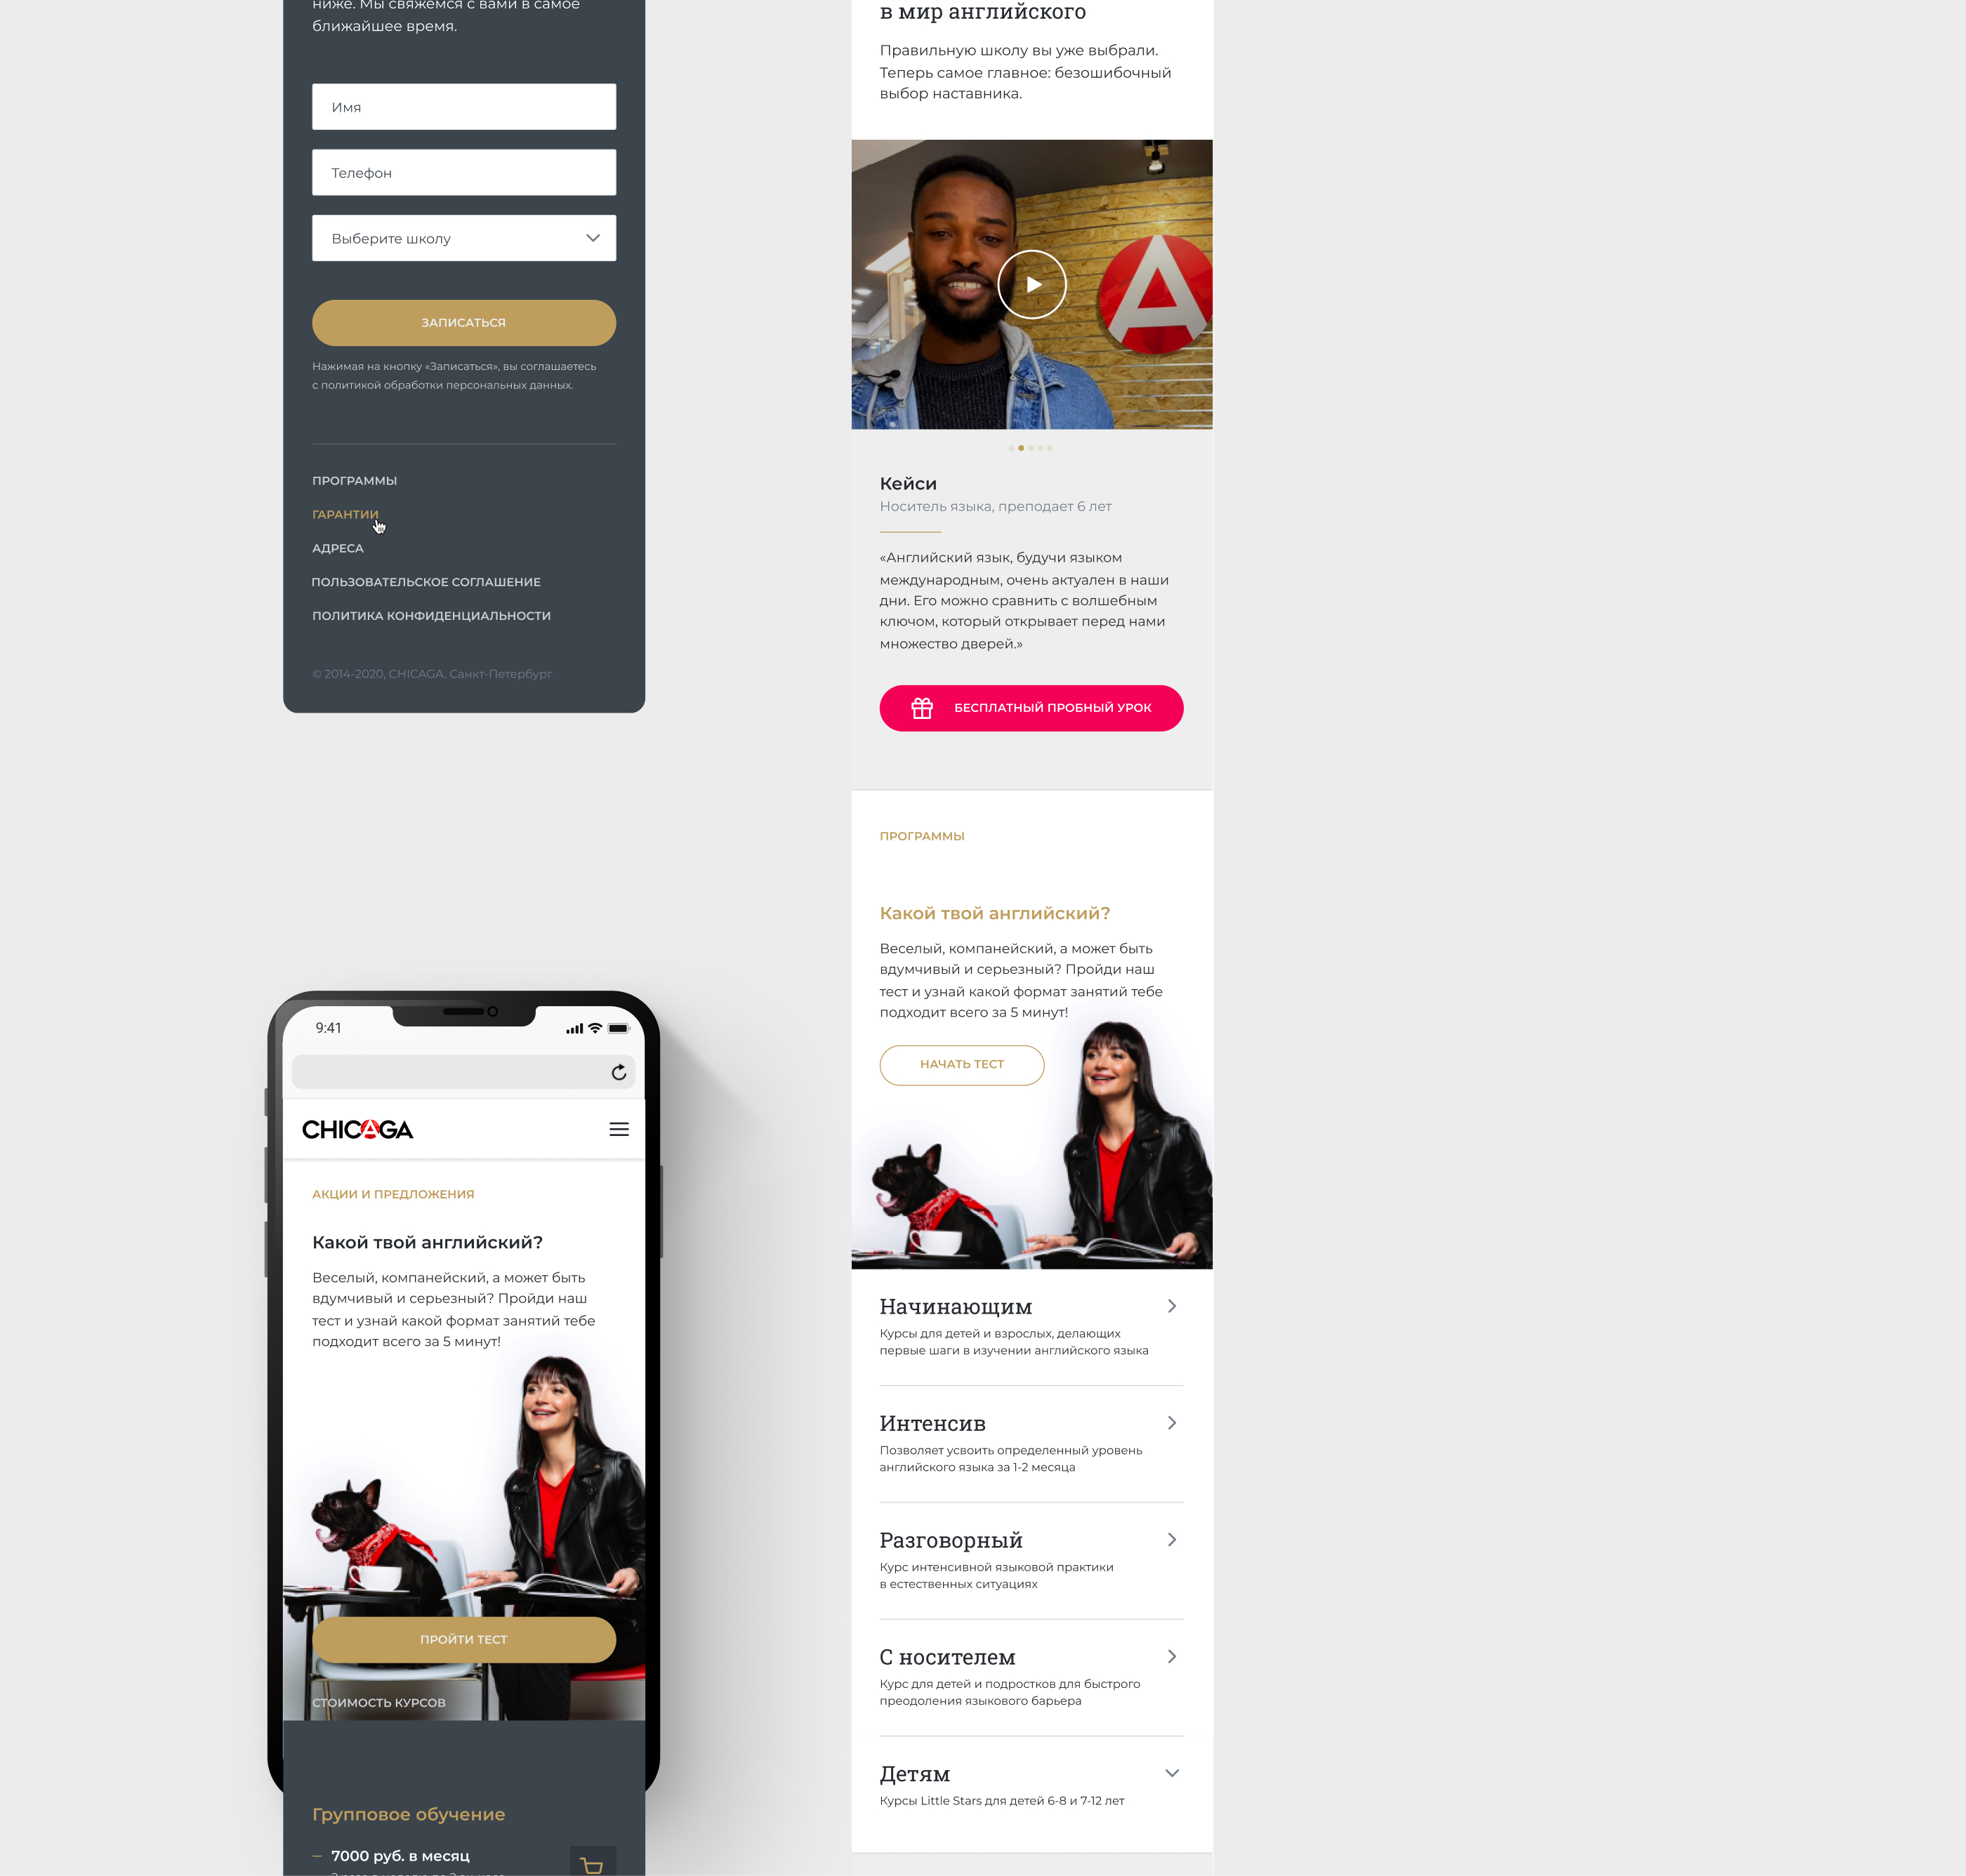 ниже. Мы свяжемся с вами в самое
ближайшее время.
Имя
Телефон
Выберите школу
ЗАПИСАТЬСЯ
Нажимая на кнопку «Записаться», вы соглашаетесь
с политикой обработки персональных данных.
ПРОГРАММЫ
ГАРАНТИИ
АДРЕСА
ПОЛЬЗОВАТЕЛЬСКОЕ СОГЛАШЕНИЕ
ПОЛИТИКА КОНФИДЕНЦИАЛЬНОСТИ
© 2014-2020, CHICAGA. Санкт-Петербург
9:41
CHICAGA
АКЦИИ И ПРЕДЛОЖЕНИЯ
Какой твой английский?
Веселый, компанейский, а может быть
вдумчивый и серьезный? Пройди наш
тест и узнай какой формат занятий тебе
подходит всего за 5 минут!
ПРОЙТИ ТЕСТ
СТОИМОСТЬ КУРСОВ
Групповое обучение
— 7000 руб. в месяц
в мир английского
Правильную школу вы уже выбрали.
Теперь самое главное: безошибочный
выбор наставника.
A
Кейси
Носитель языка, преподает 6 лет
«Английский язык, будучи языком
международным, очень актуален в наши
дни. Его можно сравнить с волшебным
ключом, который открывает перед нами
множество дверей.»
БЕСПЛАТНЫЙ ПРОБНЫЙ УРОК
ПРОГРАММЫ
Какой твой английский?
Веселый, компанейский, а может быть
вдумчивый и серьезный? Пройди наш
тест и узнай какой формат занятий тебе
подходит всего за 5 минут!
НАЧАТЬ ТЕСТ
Начинающим
Курсы для детей и взрослых, делающих
первые шаги в изучении английского языка
Интенсив
Позволяет усвоить определенный уровень
английского языка за 1-2 месяца
Разговорный
Курс интенсивной языковой практики
в естественных ситуациях
С носителем
Курс для детей и подростков для быстрого
преодоления языкового барьера
Детям
Курсы Little Stars для детей 6-8 и 7-12 лет